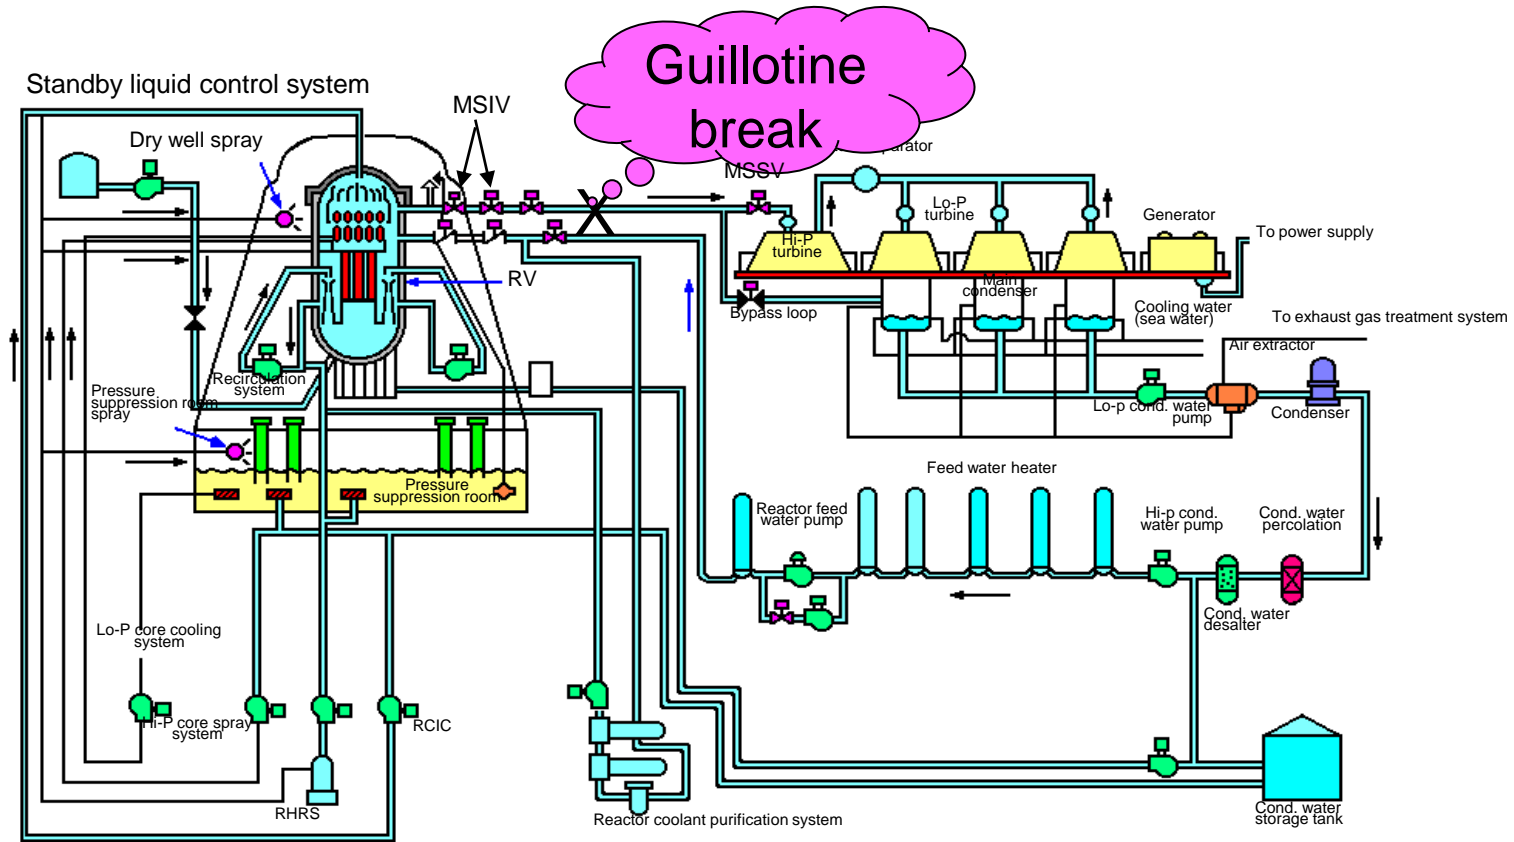 Guillotine
break
Standby liquid control system
MSIV
Dry well spray
MSSV
Lo-P
turbine
Generator
To power supply
Hi-P
turbine
RV
Main
condenser
Bypass loop
Cooling water
(sea water)
To exhaust gas treatment system
Air extractor
Recirculation
system
Pressure
suppression room
spray
Lo-p cond. water
pump
Condenser
Pressure
suppression room
Feed water heater
Reactor feed
water pump
Hi-p cond.
water pump
Cond. water
percolation
Cond. water
desalter
Lo-P core cooling
system
Hi-P core spray
system
RCIC
RHRS
Reactor coolant purification system
Cond. water
storage tank